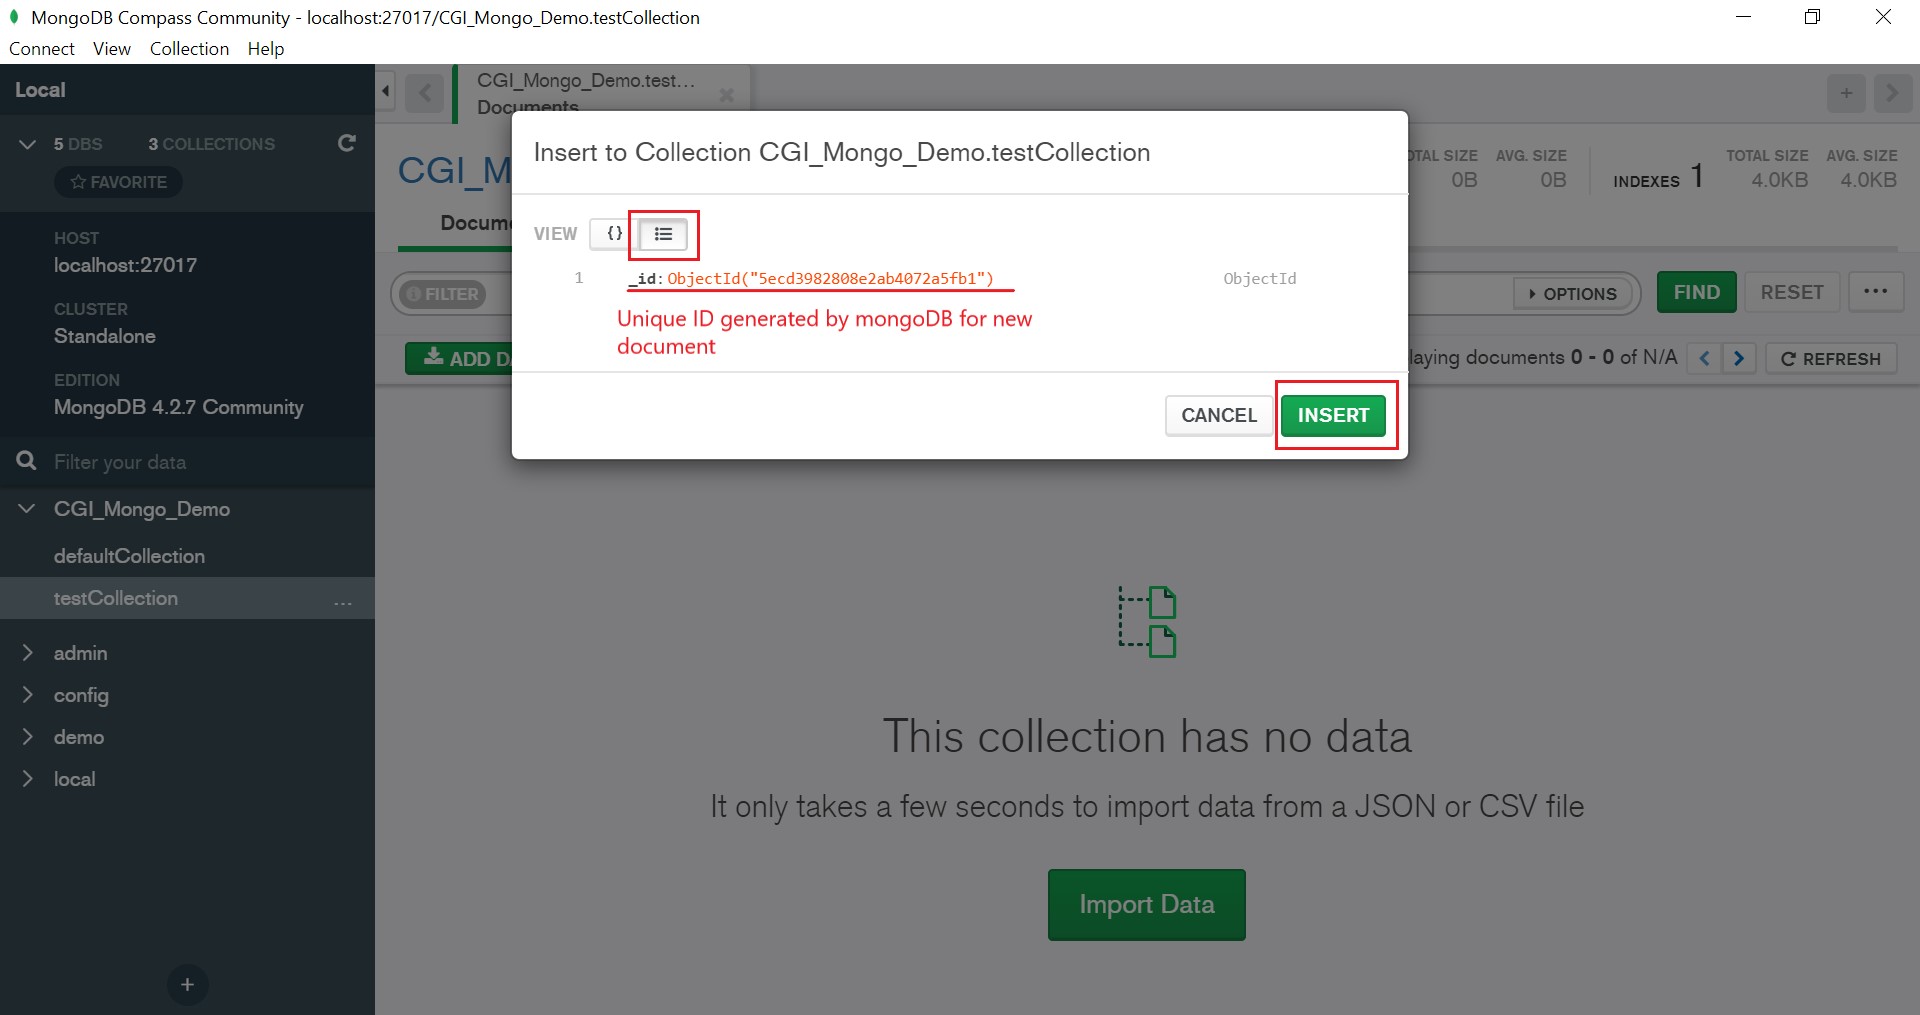 MongoDB Compass Community - localhost:27017/CGI_Mongo_Demo.testCollection
Connect View Collection Help
Local
5 DBS 3 COLLECTIONS
FAVORITE
HOST
localhost:27017
CLUSTER
Standalone
EDITION
MongoDB 4.2.7 Community
Filter your data
CGI_Mongo_Demo
defaultCollection
testCollection ...
admin
config
demo
local
+
CGI_Mongo_Demo.test...
Documents
+
CGI_M
TOTAL SIZE AVG. SIZE TOTAL SIZE AVG. SIZE
0B 0B INDEXES 1 4.0KB 4.0KB
Docum
FILTER OPTIONS FIND RESET ...
ADD DA
laying documents 0 - 0 of N/A REFRESH
Insert to Collection CGI_Mongo_Demo.testCollection
VIEW {}
1 _id: ObjectId("5ecd3982808e2ab4072a5fb1") ObjectId
Unique ID generated by mongoDB for new
document
CANCEL INSERT
This collection has no data
It only takes a few seconds to import data from a JSON or CSV file
Import Data